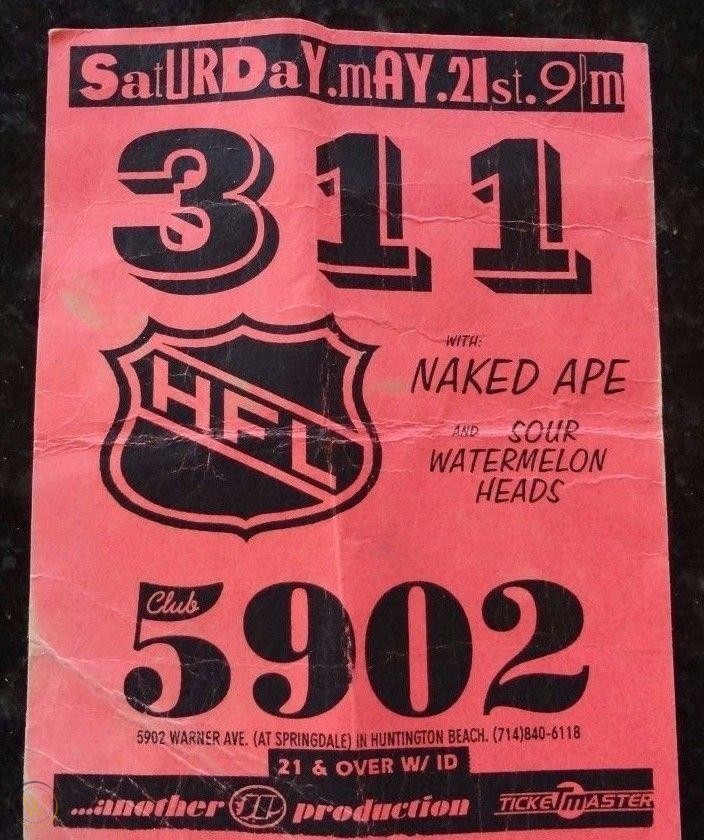 SatURDaY.mAY.21st.9pm
311
HFL
WITH:
NAKED APE
AND SOUR
WATERMELON
HEADS
Club
5902
5902 WARNER AVE. (AT SPRINGDALE) IN HUNTINGTON BEACH. (714)840-6118
21 & OVER W/ ID
...another production TICKETMASTER